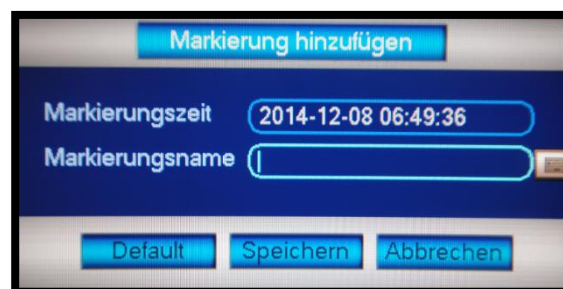 Markierung hinzufügen
Markierungszeit 2014-12-08 06:49:36
Markierungsname
Default Speichern Abbrechen